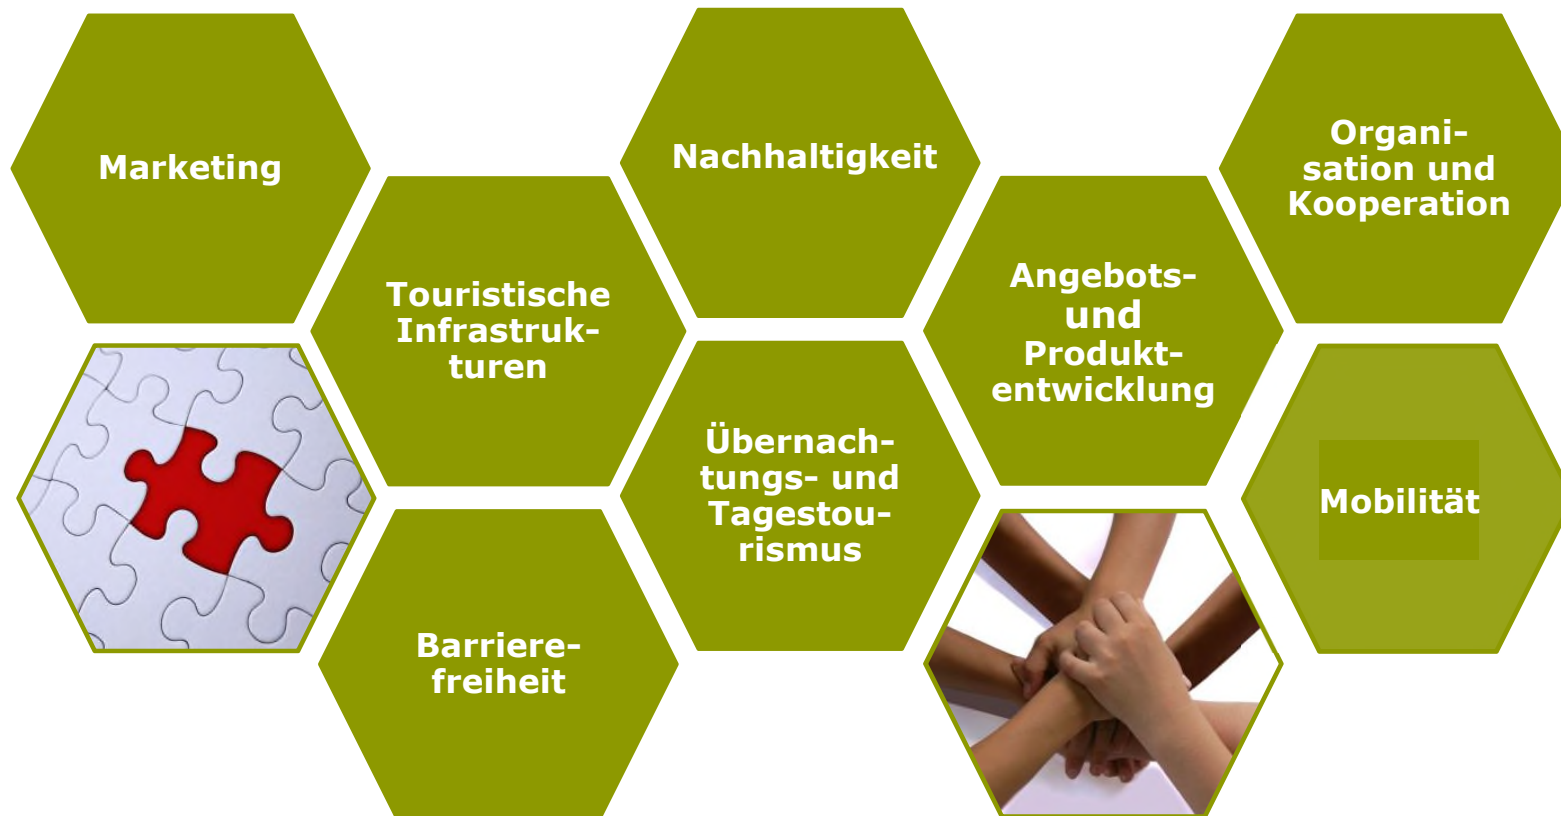 Marketing
Touristische
Infrastruk-
turen
Barriere-
freiheit
Nachhaltigkeit
Übernach-
tungs- und
Tagestou-
rismus
Angebots-
und
Produkt-
entwicklung
Organi-
sation und
Kooperation
Mobilität